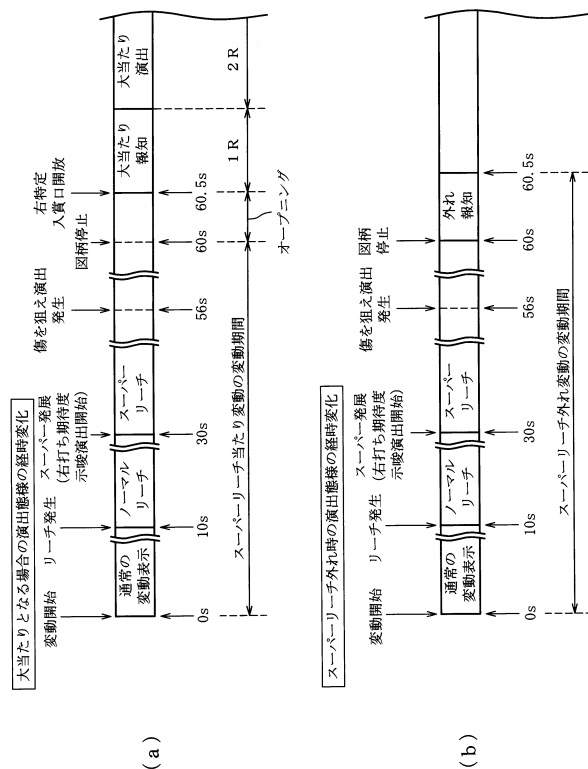 (a)
大当たりとなる場合の演出態様の経時変化
変動開始
リーチ発生
スーパー発展
(右打ち期待度
示唆演出開始)
傷を狙え演出
発生
図柄停止
右特定
入賞口開放
通常の
変動表示
ノーマル
リーチ
スーパー
リーチ
大当たり
報知
大当たり
演出
0s
10s
30s
56s
60s
60.5s
1R
2R
オープニング
スーパーリーチ当たり変動の変動期間
(b)
スーパーリーチ外れ時の演出態様の経時変化
変動開始
リーチ発生
スーパー発展
(右打ち期待度
示唆演出開始)
傷を狙え演出
発生
図柄
停止
通常の
変動表示
ノーマル
リーチ
スーパー
リーチ
外れ
報知
0s
10s
30s
56s
60s
60.5s
スーパーリーチ外れ変動の変動期間